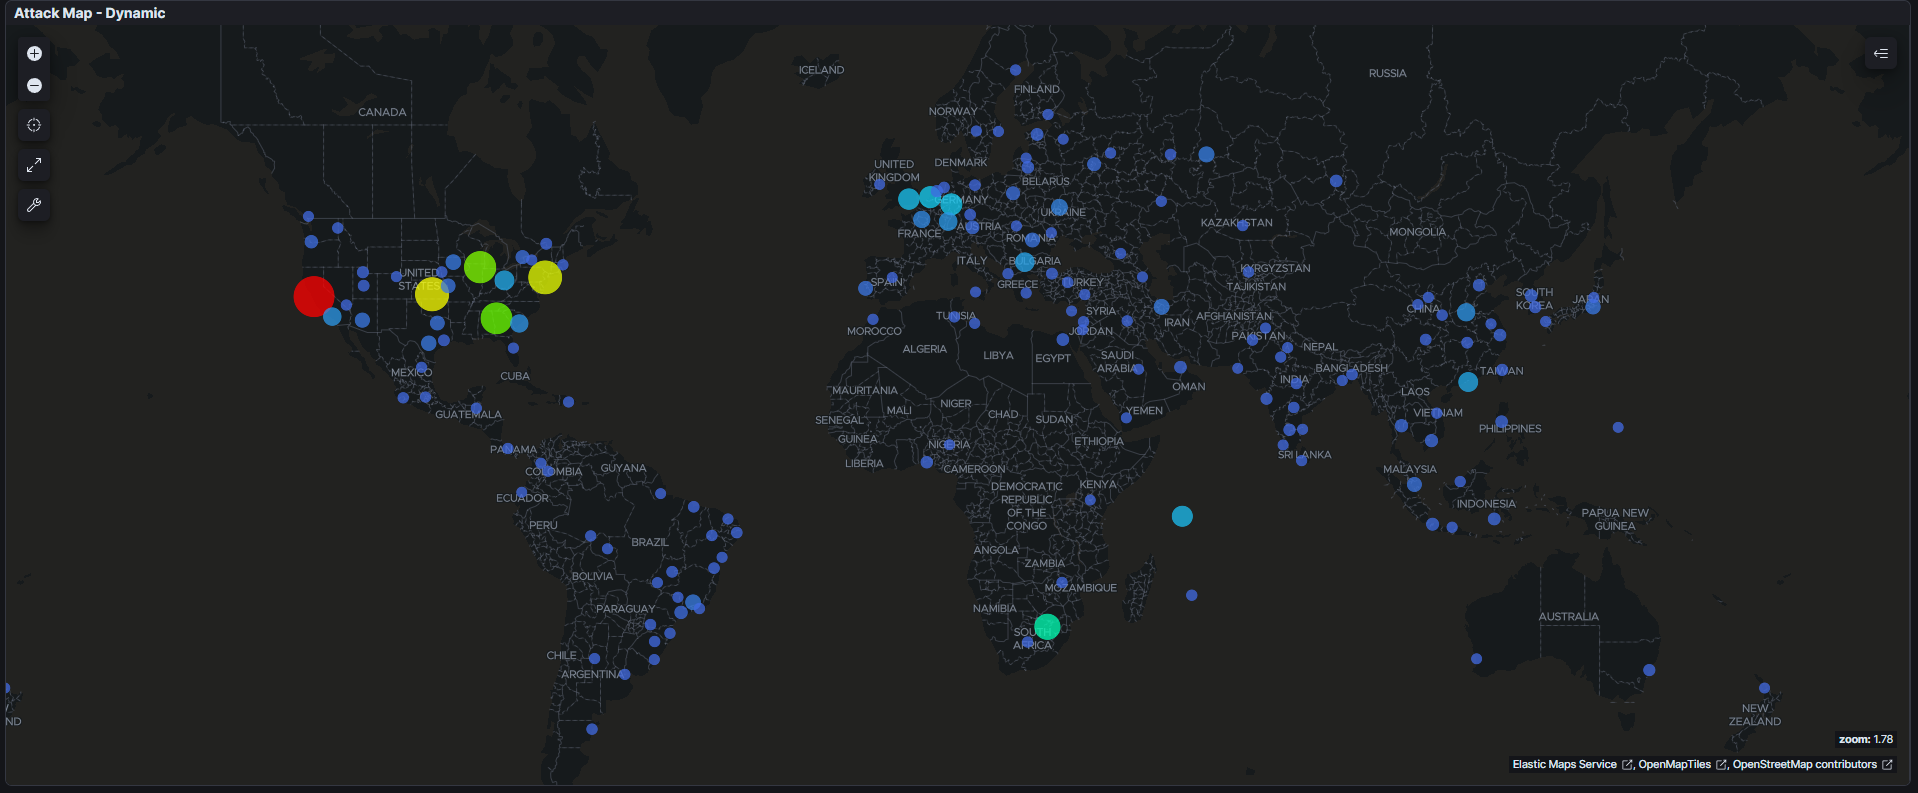 Attack Map - Dynamic
ICELAND
RUSSIA
FINLAND
CANADA
NORWAY
UNITED
KINGDOM
DENMARK
BELARUS
GERMANY
UKRAINE
KAZAKHSTAN
MONGOLIA
FRANCE
AUSTRIA
ROMANIA
ITALY
BULGARIA
KYRGYZSTAN
UNITED
STATES
SPAIN
GREECE
TURKEY
TAJIKISTAN
SOUTH
KOREA
JAPAN
CHINA
TUNISIA
SYRIA
IRAN
AFGHANISTAN
MOROCCO
JORDAN
PAKISTAN
ALGERIA
LIBYA
EGYPT
SAUDI
ARABIA
NEPAL
MEXICO
CUBA
BANGLADESH
TAIWAN
OMAN
INDIA
MAURITANIA
LAOS
GUATEMALA
MALI
NIGER
CHAD
SUDAN
YEMEN
VIETNAM
SENEGAL
PHILIPPINES
GUINEA
NIGERIA
ETHIOPIA
PANAMA
SRI LANKA
LIBERIA
CAMEROON
COLOMBIA
GUYANA
MALAYSIA
ECUADOR
DEMOCRATIC
REPUBLIC
OF THE
CONGO
KENYA
INDONESIA
PAPUA NEW
GUINEA
PERU
BRAZIL
ANGOLA
ZAMBIA
BOLIVIA
MOZAMBIQUE
PARAGUAY
NAMIBIA
AUSTRALIA
SOUTH
AFRICA
CHILE
ARGENTINA
NEW
ZEALAND
ND
zoom: 1.78
Elastic Maps Service , OpenMapTiles , OpenStreetMap contributors